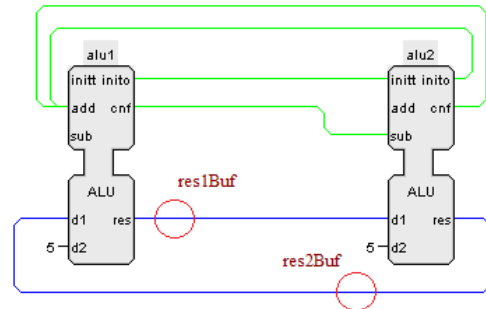 alu1
alu2
initt inito
initt inito
add cnf
add cnf
sub
sub
ALU
ALU
res1Buf
d1 res
d1 res
5 d2
5 d2
res2Buf